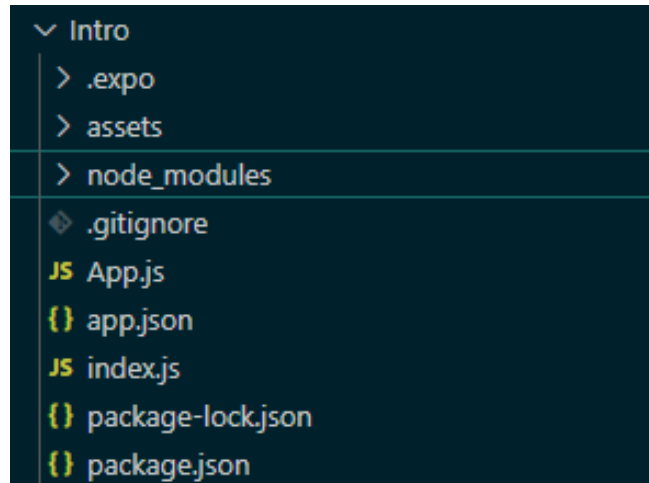 Intro
.expo
assets
node_modules
.gitignore
JS App.js
{} app.json
JS index.js
{} package-lock.json
{} package.json